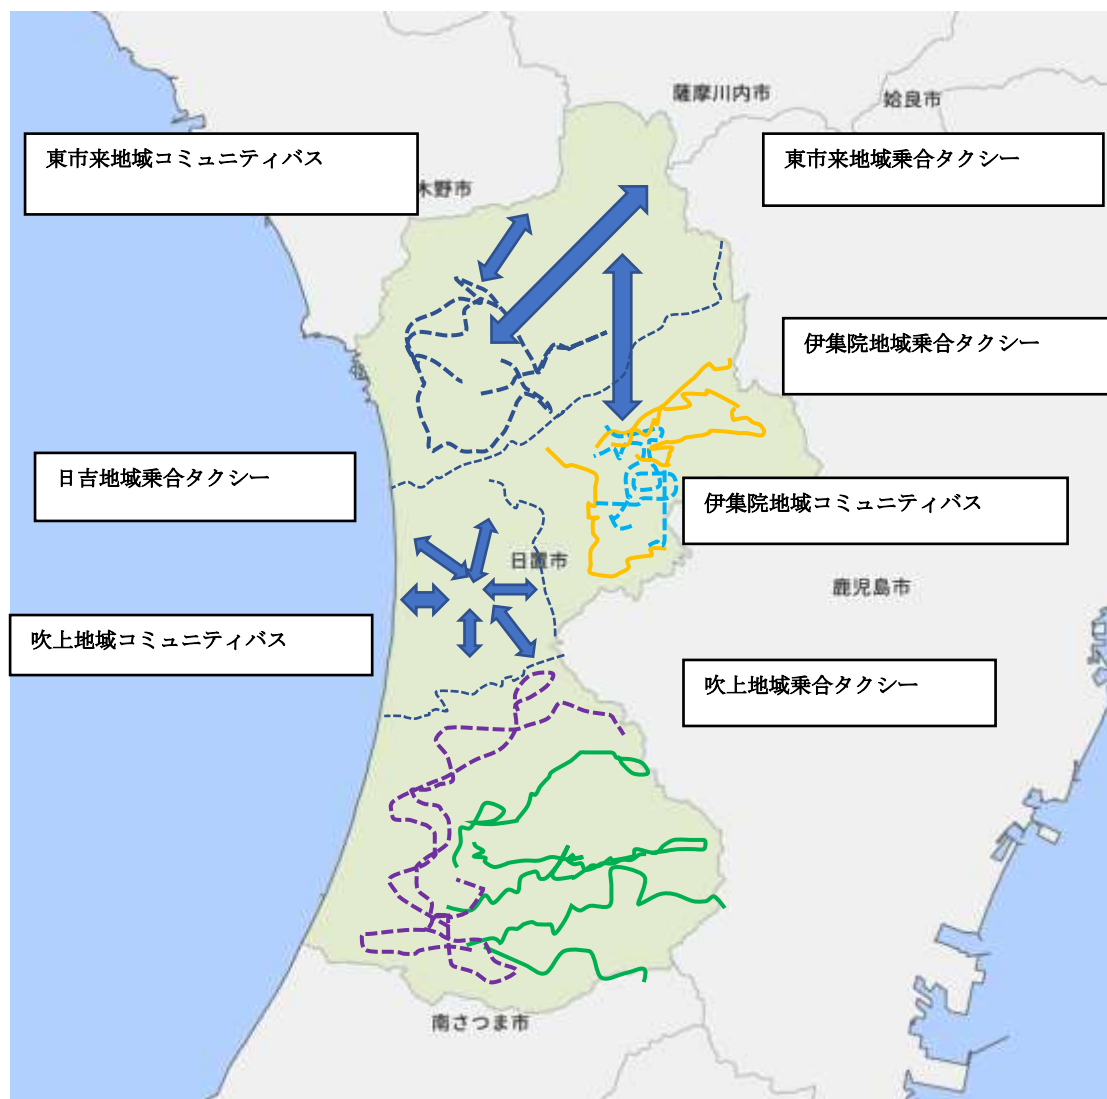 薩摩川内市
姶良市
東市来地域コミュニティバス
東市来地域乗合タクシー
木野市
伊集院地域乗合タクシー
日吉地域乗合タクシー
伊集院地域コミュニティバス
日置市
鹿児島市
吹上地域コミュニティバス
吹上地域乗合タクシー
南さつま市